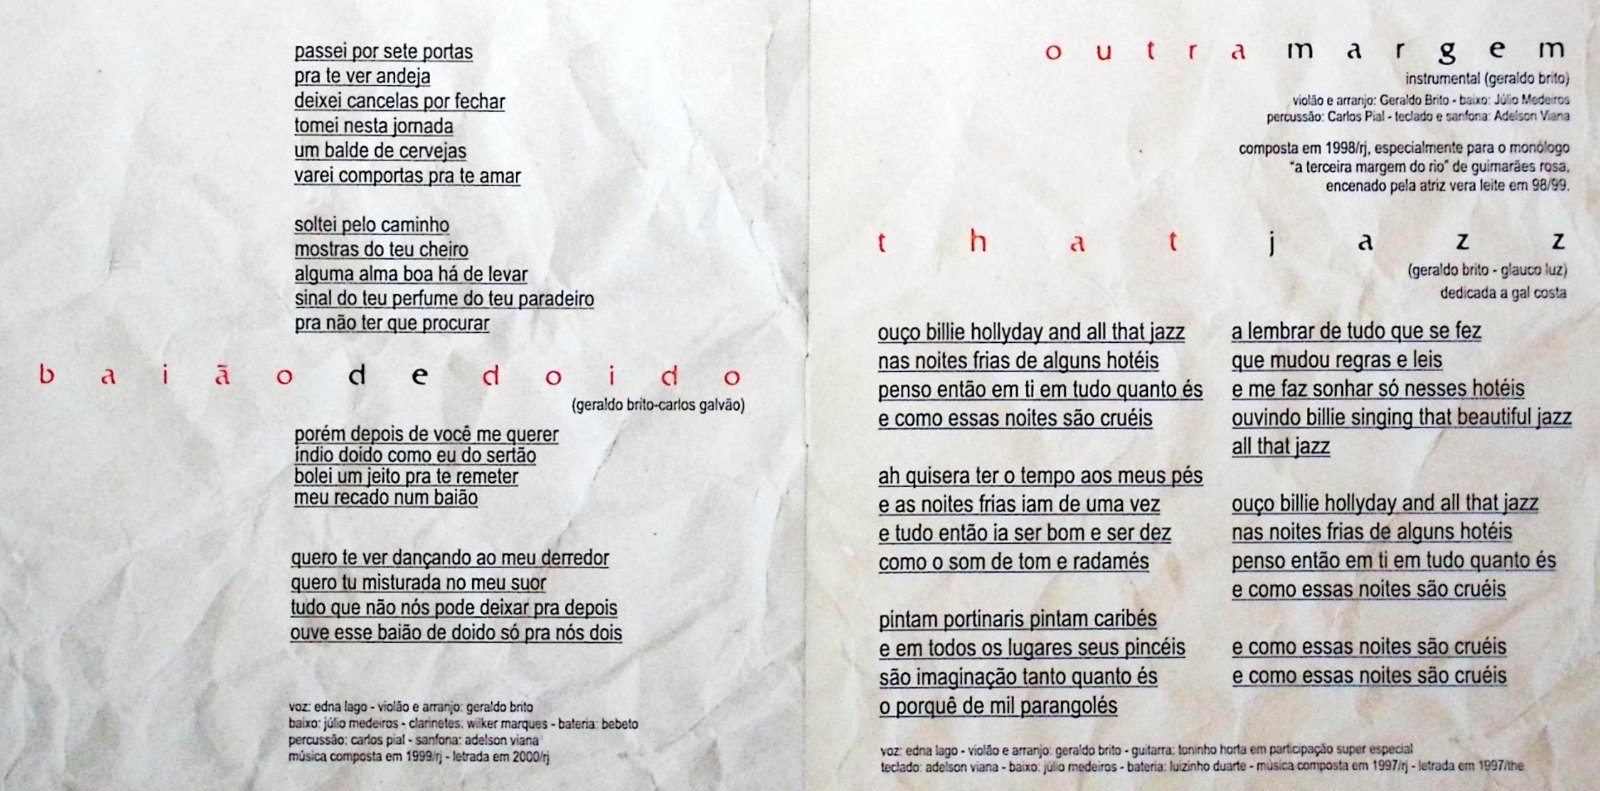 passei por sete portas
pra te ver andeja
deixei cancelas por fechar
tomei nesta jornada
um balde de cervejas
varei comportas pra te amar
soltei pelo caminho
mostras do teu cheiro
alguma alma boa há de levar
sinal do teu perfume do teu paradeiro
pra não ter que procurar
baião de doido
(geraldo brito-carlos galvão)
porém depois de você me querer
índio doido como eu do sertão
bolei um jeito pra te remeter
meu recado num baião
quero te ver dançando ao meu derredor
quero tu misturada no meu suor
tudo que não nós pode deixar pra depois
ouve esse baião de doido só pra nós dois
voz: edna lago - violão e arranjo: geraldo brito
baixo: júlio medeiros - clarinetes: wilker marques - bateria: bebeto
percussão: carlos pial - sanfona: adelson viana
música composta em 1999/rj - letrada em 2000/rj
outra margem
instrumental (geraldo brito)
violão e arranjo: Geraldo Brito - baixo: Júlio Medeiros
percussão: Carlos Pial - teclado e sanfona: Adelson Viana
composta em 1998/rj, especialmente para o monólogo
"a terceira margem do rio" de guimarães rosa,
encenado pela atriz vera leite em 98/99.
that jazz
(geraldo brito - glauco luz)
dedicada a gal costa
ouço billie hollyday and all that jazz
nas noites frias de alguns hotéis
penso então em ti em tudo quanto és
e como essas noites são cruéis
ah quisera ter o tempo aos meus pés
e as noites frias iam de uma vez
e tudo então ia ser bom e ser dez
como o som de tom e radamés
pintam portinaris pintam caribés
e em todos os lugares seus pincéis
são imaginação tanto quanto és
o porquê de mil parangolés
a lembrar de tudo que se fez
que mudou regras e leis
e me faz sonhar só nesses hotéis
ouvindo billie singing that beautiful jazz
all that jazz
ouço billie hollyday and all that jazz
nas noites frias de alguns hotéis
penso então em ti em tudo quanto és
e como essas noites são cruéis
e como essas noites são cruéis
e como essas noites são cruéis
voz: edna lago - violão e arranjo: geraldo brito - guitarra: toninho horta em participação super especial
teclado: adelson viana - baixo: júlio medeiros - bateria: luizinho duarte - música composta em 1997/rj - letrada em 1997/the